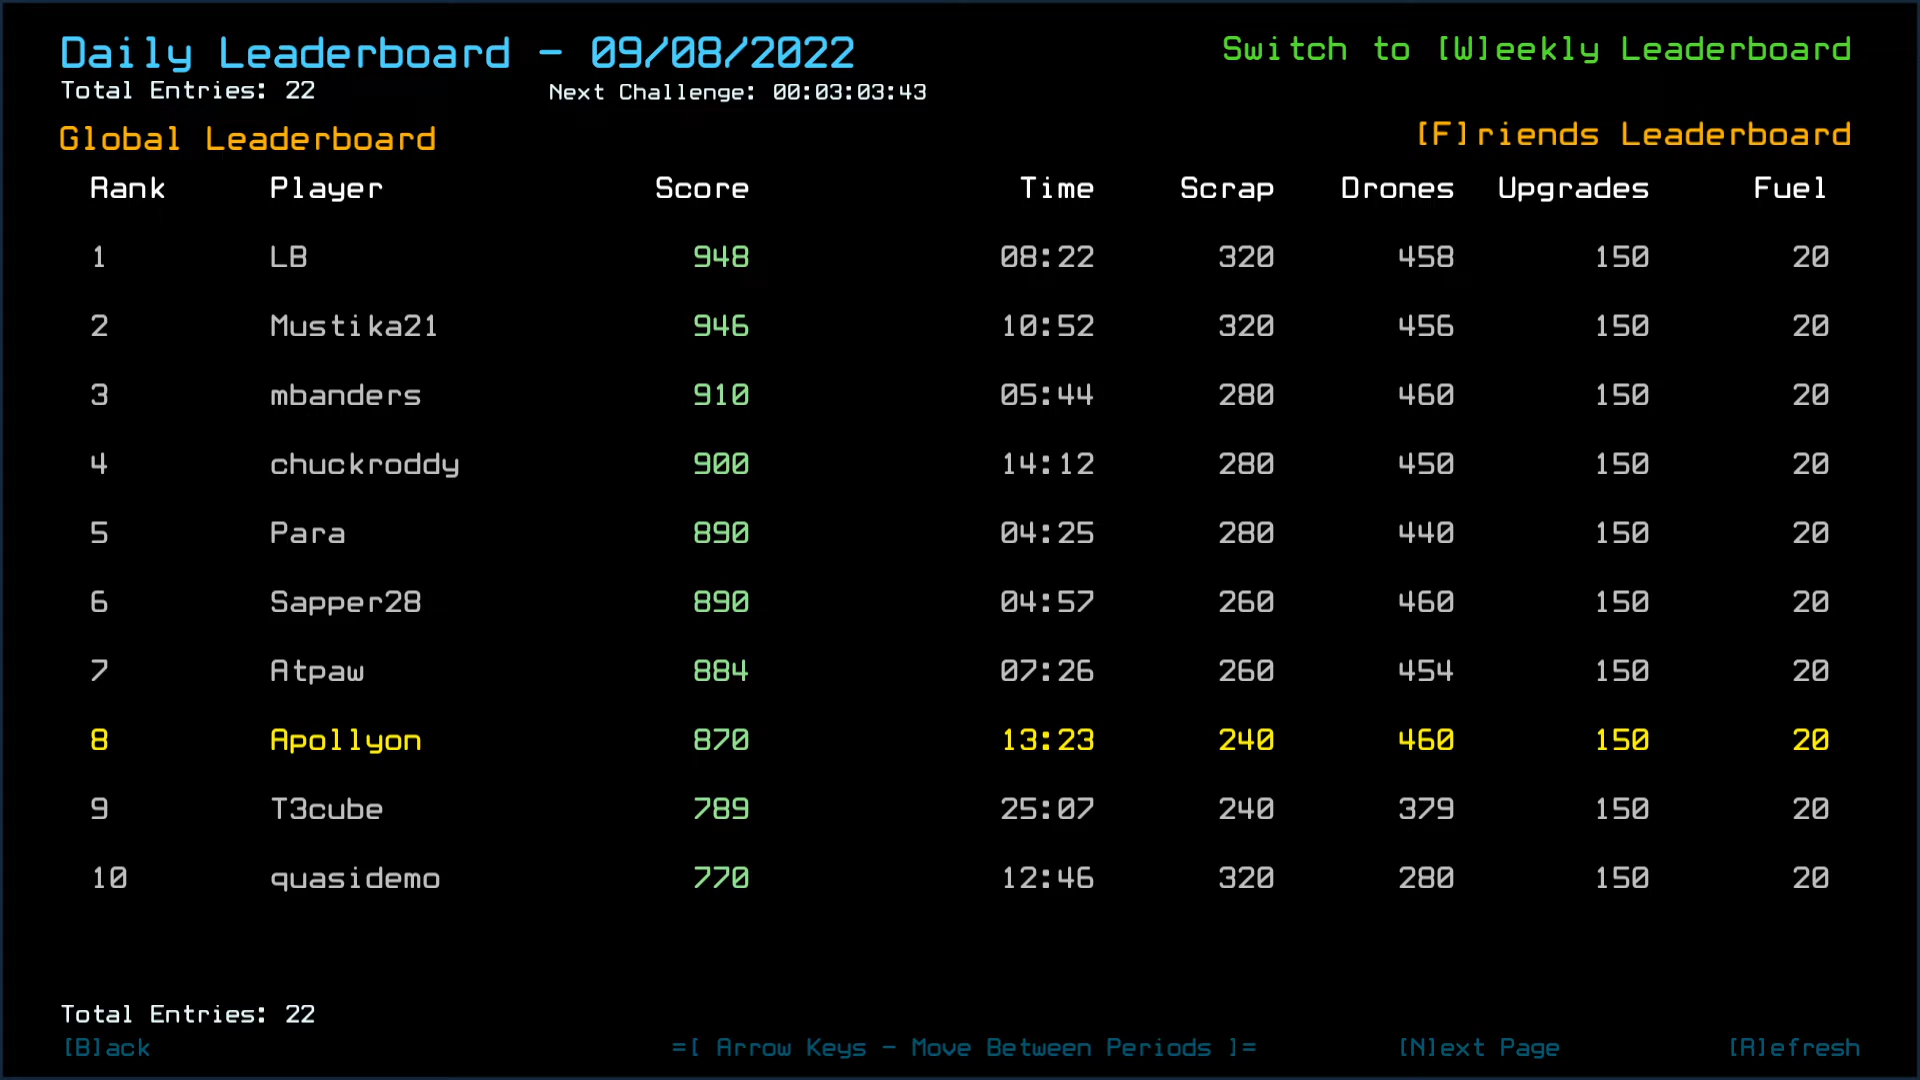 Daily Leaderboard - 09/08/2022 Switch to [W]eekly Leaderboard
Total Entries: 22 Next Challenge: 00:03:03:43
Global Leaderboard [F]riends Leaderboard
Rank Player Score Time Scrap Drones Upgrades Fuel
1 LB 948 08:22 320 458 150 20
2 Mustika21 946 10:52 320 456 150 20
3 mbanders 910 05:44 280 460 150 20
4 chuckroddy 900 14:12 280 450 150 20
5 Para 890 04:25 280 440 150 20
6 Sapper28 890 04:57 260 460 150 20
7 Atpaw 884 07:26 260 454 150 20
8 Apollyon 870 13:23 240 460 150 20
9 T3cube 789 25:07 240 379 150 20
10 quasidemo 770 12:46 320 280 150 20
Total Entries: 22
[B]ack =[ Arrow Keys - Move Between Periods ]= [N]ext Page [R]efresh